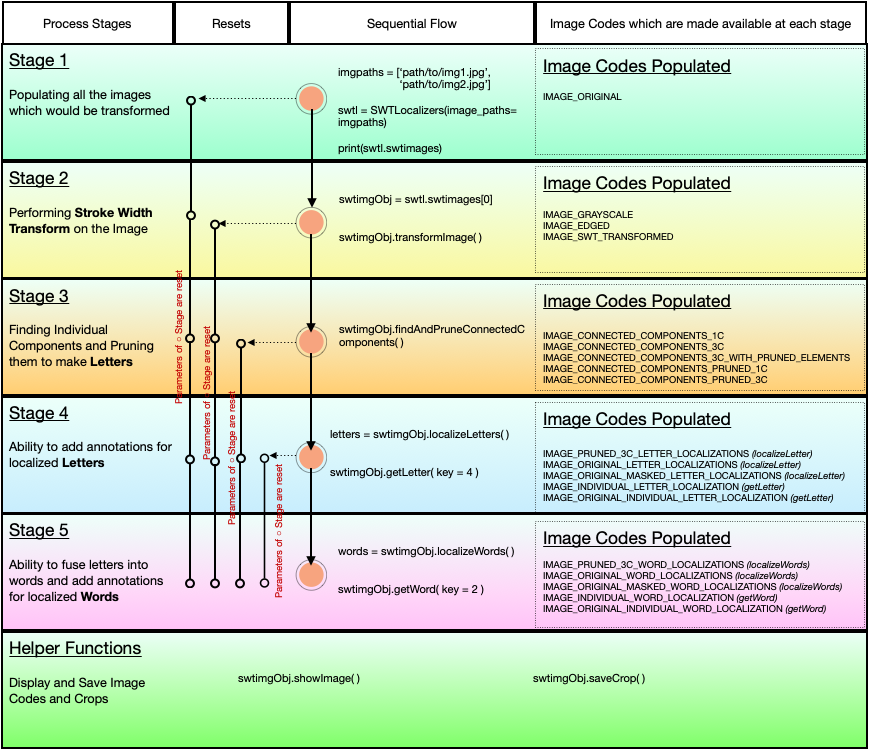 Process Stages
Resets
Sequential Flow
Image Codes which are made available at each stage
Stage 1
Populating all the images
which would be transformed
imgpaths = ['path/to/img1.jpg',
'path/to/img2.jpg']
swtl = SWTLocalizers(image_paths=
imgpaths)
print(swtl.swtimages)
Image Codes Populated
IMAGE_ORIGINAL
Stage 2
Performing Stroke Width
Transform on the Image
swtimgObj = swtl.swtimages[0]
swtimgObj.transformImage( )
Image Codes Populated
IMAGE_GRAYSCALE
IMAGE_EDGED
IMAGE_SWT_TRANSFORMED
Parameters of ○ Stage are reset
Stage 3
Finding Individual
Components and Pruning
them to make Letters
Parameters of ○ Stage are reset
swtimgObj.findAndPruneConnectedC
omponents( )
Image Codes Populated
IMAGE_CONNECTED_COMPONENTS_1C
IMAGE_CONNECTED_COMPONENTS_3C
IMAGE_CONNECTED_COMPONENTS_3C_WITH_PRUNED_ELEMENTS
IMAGE_CONNECTED_COMPONENTS_PRUNED_1C
IMAGE_CONNECTED_COMPONENTS_PRUNED_3C
Stage 4
Ability to add annotations for
localized Letters
Parameters of ○ Stage are reset
letters = swtimgObj.localizeLetters( )
swtimgObj.getLetter( key = 4 )
Image Codes Populated
IMAGE_PRUNED_3C_LETTER_LOCALIZATIONS (localizeLetter)
IMAGE_ORIGINAL_LETTER_LOCALIZATIONS (localizeLetter)
IMAGE_ORIGINAL_MASKED_LETTER_LOCALIZATIONS (localizeLetter)
IMAGE_INDIVIDUAL_LETTER_LOCALIZATION (getLetter)
IMAGE_ORIGINAL_INDIVIDUAL_LETTER_LOCALIZATION (getLetter)
Parameters of ○ Stage are reset
Stage 5
Ability to fuse letters into
words and add annotations
for localized Words
words = swtimgObj.localizeWords( )
swtimgObj.getWord( key = 2 )
Image Codes Populated
IMAGE_PRUNED_3C_WORD_LOCALIZATIONS (localizeWords)
IMAGE_ORIGINAL_WORD_LOCALIZATIONS (localizeWords)
IMAGE_ORIGINAL_MASKED_WORD_LOCALIZATIONS (localizeWords)
IMAGE_INDIVIDUAL_WORD_LOCALIZATION (getWord)
IMAGE_ORIGINAL_INDIVIDUAL_WORD_LOCALIZATION (getWord)
Helper Functions
Display and Save Image
Codes and Crops
swtimgObj.showImage( )
swtimgObj.saveCrop( )